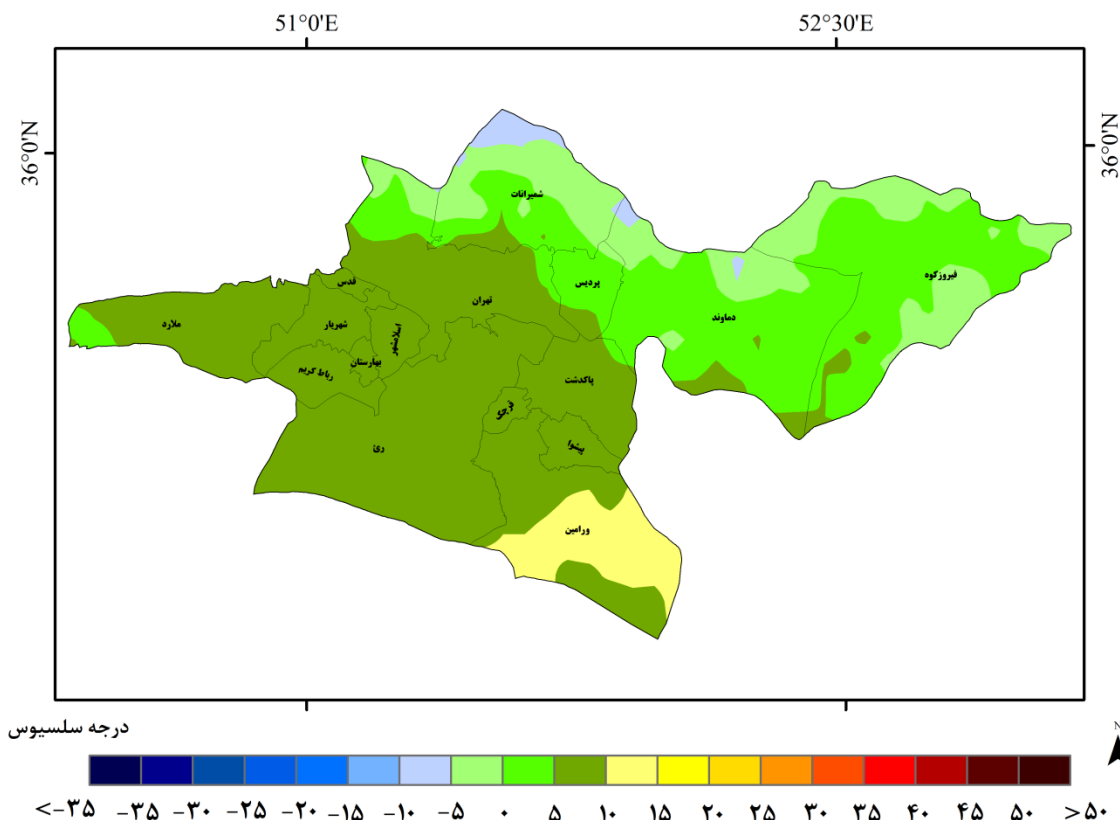 51°0'E 52°30'E
36°0'N 36°0'N
شمیرانات
فیروزکوه
پردیس
قدس
تهران
دماوند
ملارد
شهریار
اسلامشهر
بهارستان
رباط کریم
پاکدشت
قرچک
ری
پیشوا
ورامین
درجه سلسیوس
N
<-۳۵ -۳۵ -۳۰ -۲۵ -۲۰ -۱۵ -۱۰ -۵ ۰ ۵ ۱۰ ۱۵ ۲۰ ۲۵ ۳۰ ۳۵ ۴۰ ۴۵ ۵۰ >۵۰